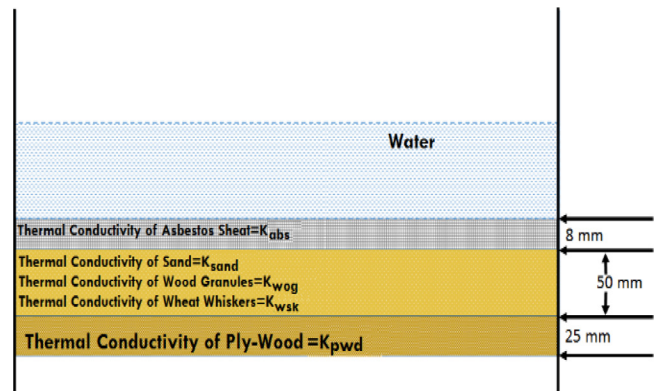 Water
Thermal Conductivity of Asbestos Sheat=Kabs
8 mm
Thermal Conductivity of Sand=Ksand
Thermal Conductivity of Wood Granules=Kwog
Thermal Conductivity of Wheat Whiskers=Kwsk
50 mm
Thermal Conductivity of Ply-Wood =Kpwd
25 mm